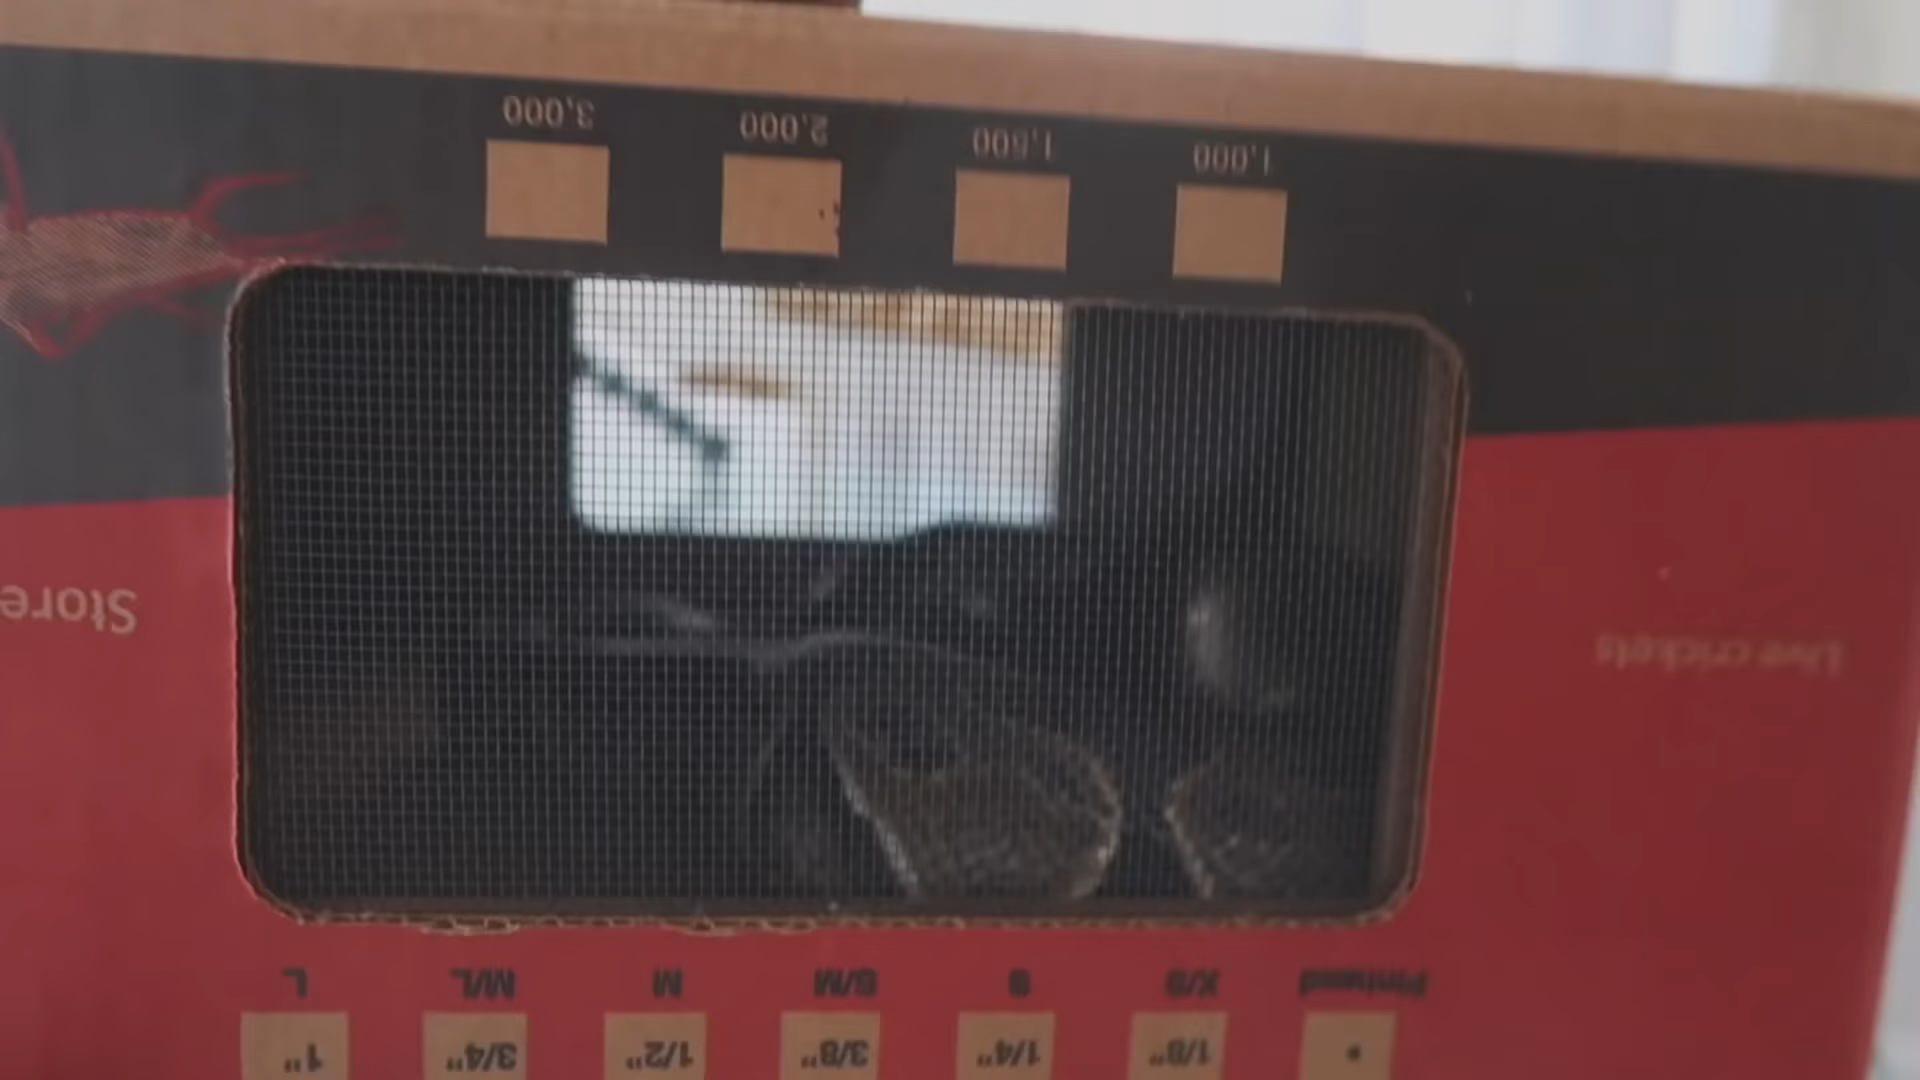 • 1/8" 1/4" 3/8" 1/2" 3/4" 1"
Pinhead X/S S S/M M M/L L
Live crickets
Store
1,000 1,500 2,000 3,000